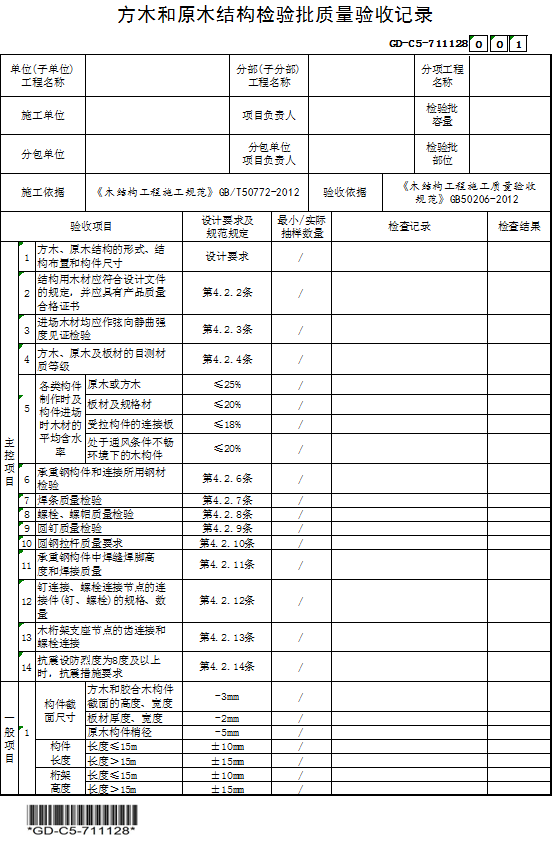 方木和原木结构检验批质量验收记录
GD-C5-711128 0 0 1
单位(子单位)
工程名称
分部(子分部)
工程名称
分项工程
名称
施工单位
项目负责人
检验批
容量
分包单位
分包单位
项目负责人
检验批
部位
施工依据
《木结构工程施工规范》GB/T50772-2012
验收依据
《木结构工程施工质量验收
规范》GB50206-2012
验收项目
设计要求及
规范规定
最小/实际
抽样数量
检查记录
检查结果
主控项目
1
方木、原木结构的形式、结
构布置和构件尺寸
设计要求
/
2
结构用木材应符合设计文件
的规定，并应具有产品质量
合格证书
第4.2.2条
/
3
进场木材均应作弦向静曲强
度见证检验
第4.2.3条
/
4
方木、原木及板材的目测材
质等级
第4.2.4条
/
5
各类构件
制作时及
构件进场
时木材的
平均含水
率
原木或方木
≤25%
/
板材及规格材
≤20%
/
受拉构件的连接板
≤18%
/
处于通风条件不畅
环境下的木构件
≤20%
/
6
承重钢构件和连接所用钢材
检验
第4.2.6条
/
7
焊条质量检验
第4.2.7条
/
8
螺栓、螺帽质量检验
第4.2.8条
/
9
圆钉质量检验
第4.2.9条
/
10
圆钢拉杆质量要求
第4.2.10条
/
11
承重钢构件中焊缝焊脚高
度和焊接质量
第4.2.11条
/
12
钉连接、螺栓连接节点的连
接件(钉、螺栓)的规格、数
量
第4.2.12条
/
13
木桁架支座节点的齿连接和
螺栓连接
第4.2.13条
/
14
抗震设防烈度为8度及以上
时，抗震措施要求
第4.2.14条
/
一般项目
1
构件截
面尺寸
方木和胶合木构件
截面的高度、宽度
-3mm
/
板材厚度、宽度
-2mm
/
原木构件梢径
-5mm
/
构件
长度
长度≤15m
±10mm
/
长度>15m
±15mm
/
桁架
高度
长度≤15m
±10mm
/
长度>15m
±15mm
/
*GD-C5-711128*